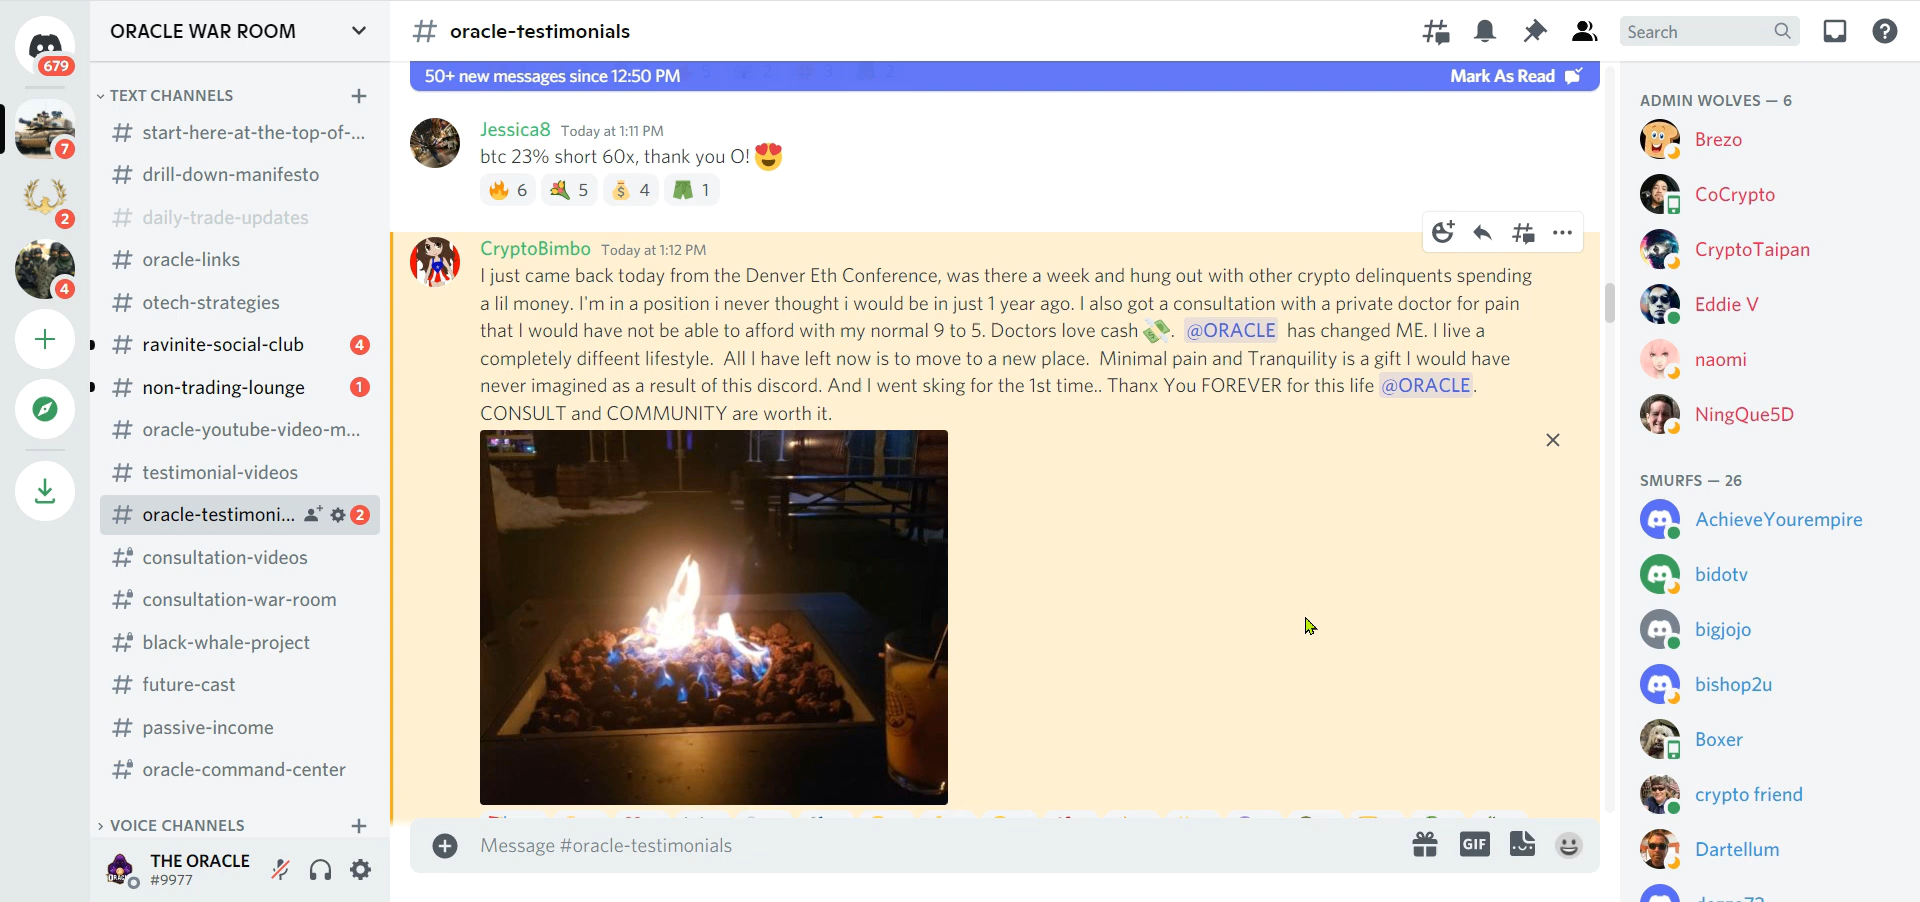 679
7
2
4
ORACLE WAR ROOM
TEXT CHANNELS
start-here-at-the-top-of-...
drill-down-manifesto
daily-trade-updates
oracle-links
otech-strategies
ravinite-social-club 4
non-trading-lounge 1
oracle-youtube-video-m...
testimonial-videos
oracle-testimoni... 2
consultation-videos
consultation-war-room
black-whale-project
future-cast
passive-income
oracle-command-center
VOICE CHANNELS
THE ORACLE
#9977
oracle-testimonials
Search
50+ new messages since 12:50 PM Mark As Read
Jessica8 Today at 1:11 PM
btc 23% short 60x, thank you O!😍
🔥 6 💐 5 💰 4 🩳 1
CryptoBimbo Today at 1:12 PM
I just came back today from the Denver Eth Conference, was there a week and hung out with other crypto delinquents spending
a lil money. I'm in a position i never thought i would be in just 1 year ago. I also got a consultation with a private doctor for pain
that I would have not be able to afford with my normal 9 to 5. Doctors love cash 💸. @ORACLE has changed ME. I live a
completely diffeent lifestyle. All I have left now is to move to a new place. Minimal pain and Tranquility is a gift I would have
never imagined as a result of this discord. And I went sking for the 1st time.. Thanx You FOREVER for this life @ORACLE.
CONSULT and COMMUNITY are worth it.
Message #oracle-testimonials
GIF
ADMIN WOLVES — 6
Brezo
CoCrypto
CryptoTaipan
Eddie V
naomi
NingQue5D
SMURFS — 26
AchieveYourempire
bidotv
bigjojo
bishop2u
Boxer
crypto friend
Dartellum